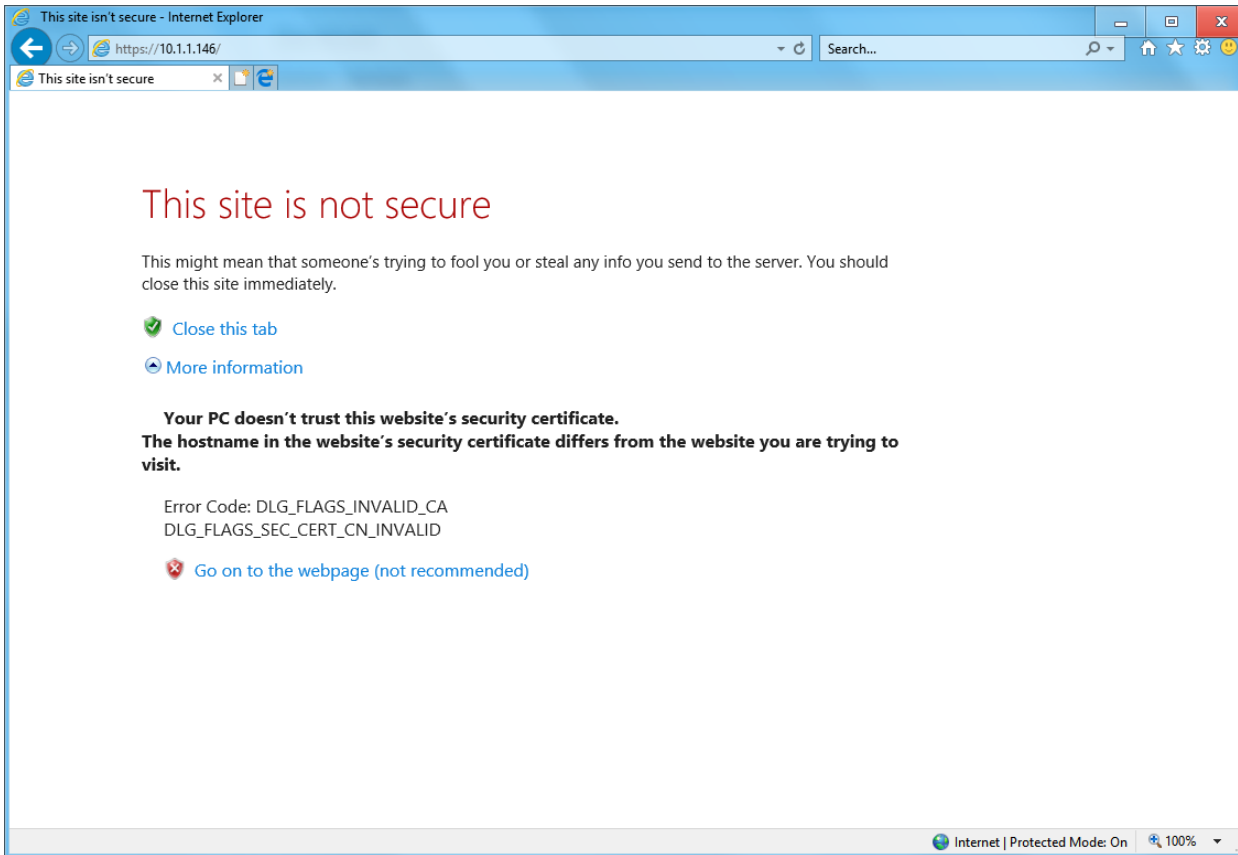 This site isn't secure - Internet Explorer
https://10.1.1.146/
Search...
This site isn't secure
This site is not secure
This might mean that someone's trying to fool you or steal any info you send to the server. You should
close this site immediately.
Close this tab
More information
Your PC doesn't trust this website's security certificate.
The hostname in the website's security certificate differs from the website you are trying to
visit.
Error Code: DLG_FLAGS_INVALID_CA
DLG_FLAGS_SEC_CERT_CN_INVALID
Go on to the webpage (not recommended)
Internet | Protected Mode: On
100%